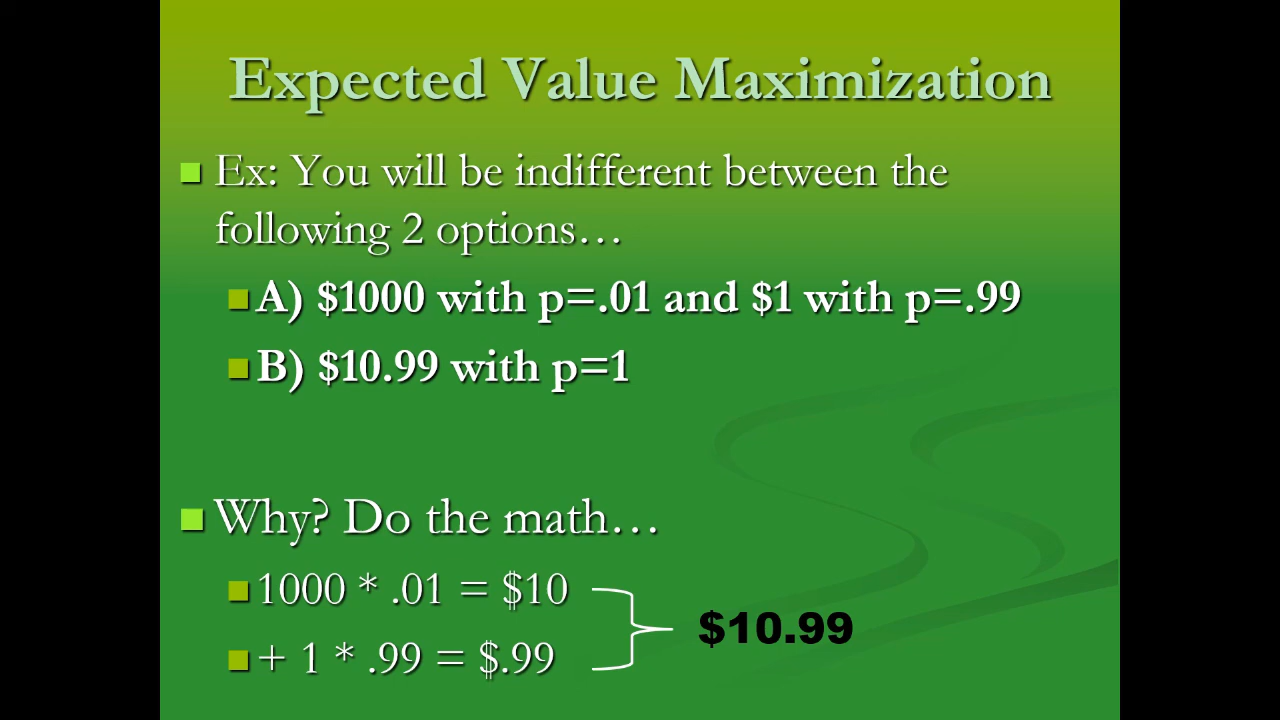 Expected Value Maximization
Ex: You will be indifferent between the
following 2 options…
A) $1000 with p=.01 and $1 with p=.99
B) $10.99 with p=1
Why? Do the math…
1000 * .01 = $10
+ 1 * .99 = $.99
$10.99